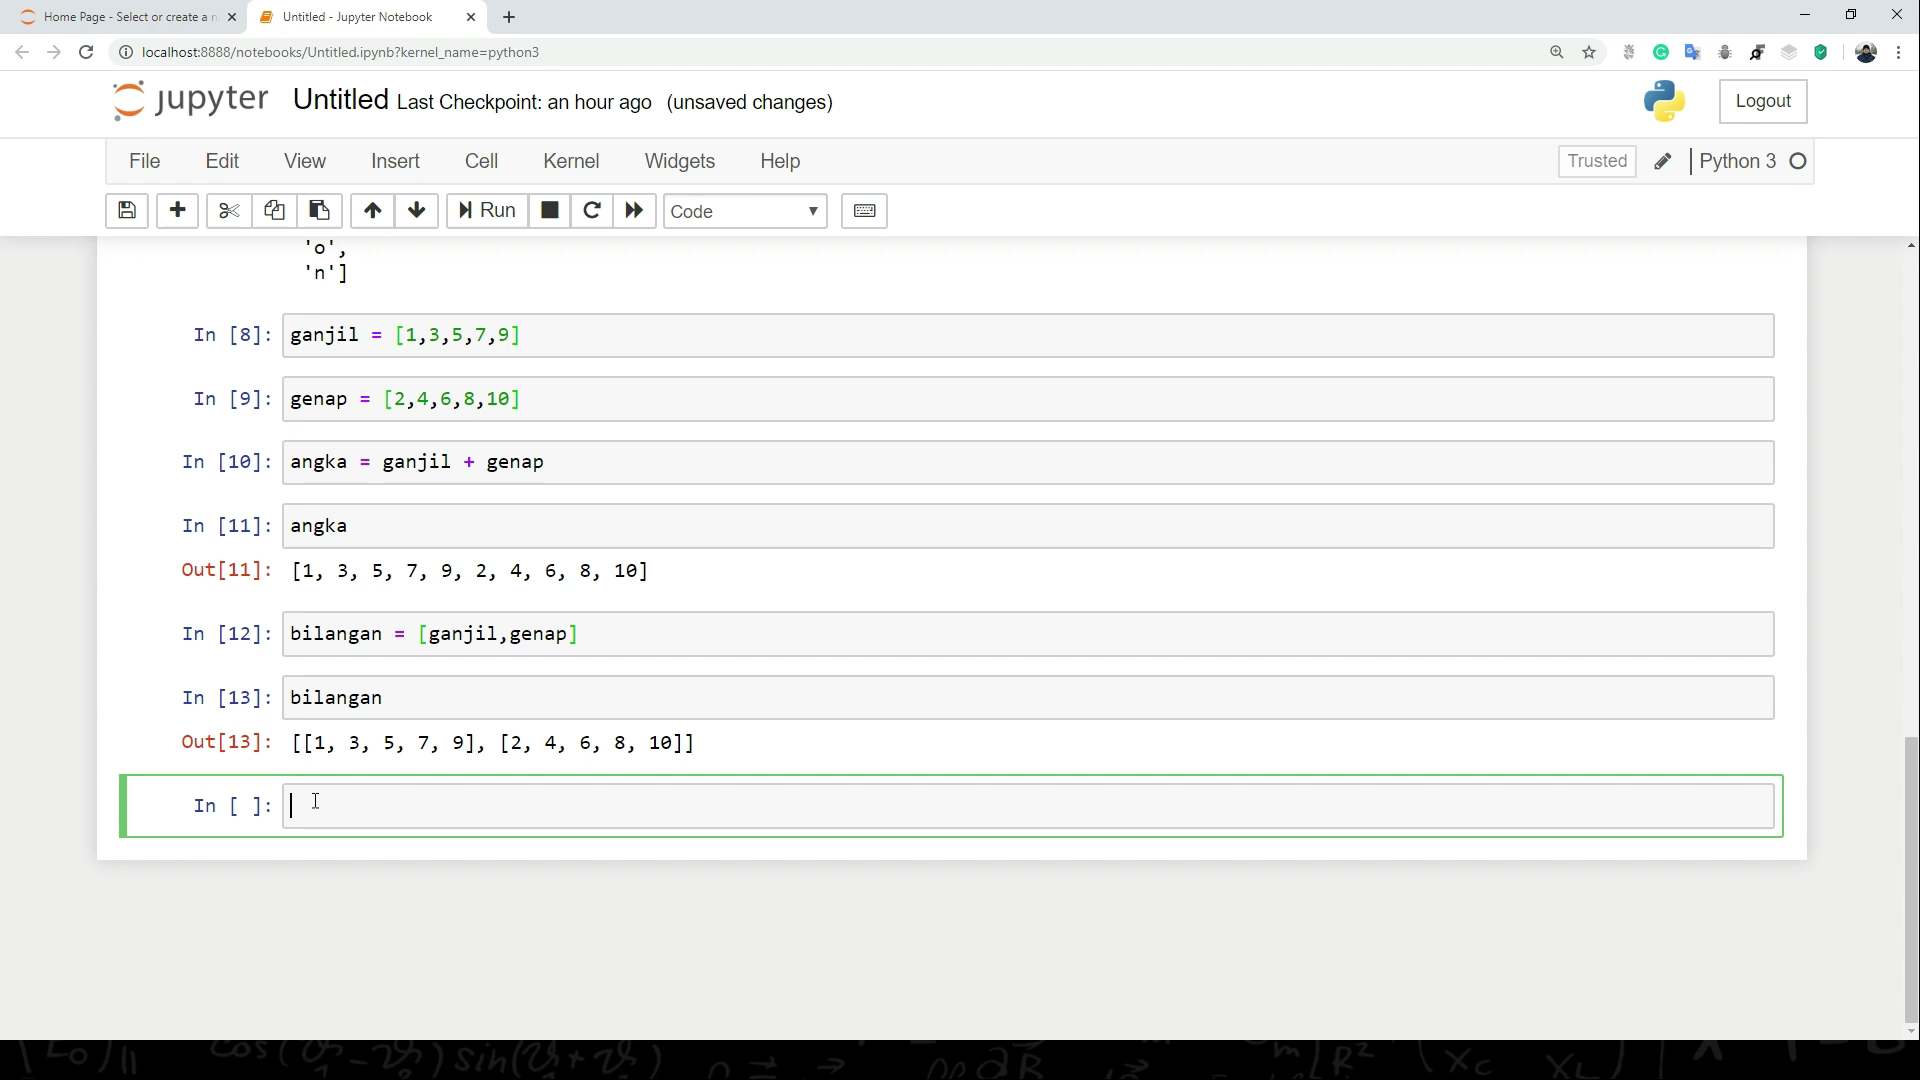 Home Page - Select or create a n
Untitled - Jupyter Notebook
localhost:8888/notebooks/Untitled.ipynb?kernel_name=python3
jupyter Untitled Last Checkpoint: an hour ago (unsaved changes)
Logout
File Edit View Insert Cell Kernel Widgets Help
Trusted Python 3
Run Code
'o',
'n']
In [8]: ganjil = [1,3,5,7,9]
In [9]: genap = [2,4,6,8,10]
In [10]: angka = ganjil + genap
In [11]: angka
Out[11]: [1, 3, 5, 7, 9, 2, 4, 6, 8, 10]
In [12]: bilangan = [ganjil,genap]
In [13]: bilangan
Out[13]: [[1, 3, 5, 7, 9], [2, 4, 6, 8, 10]]
In [ ]: